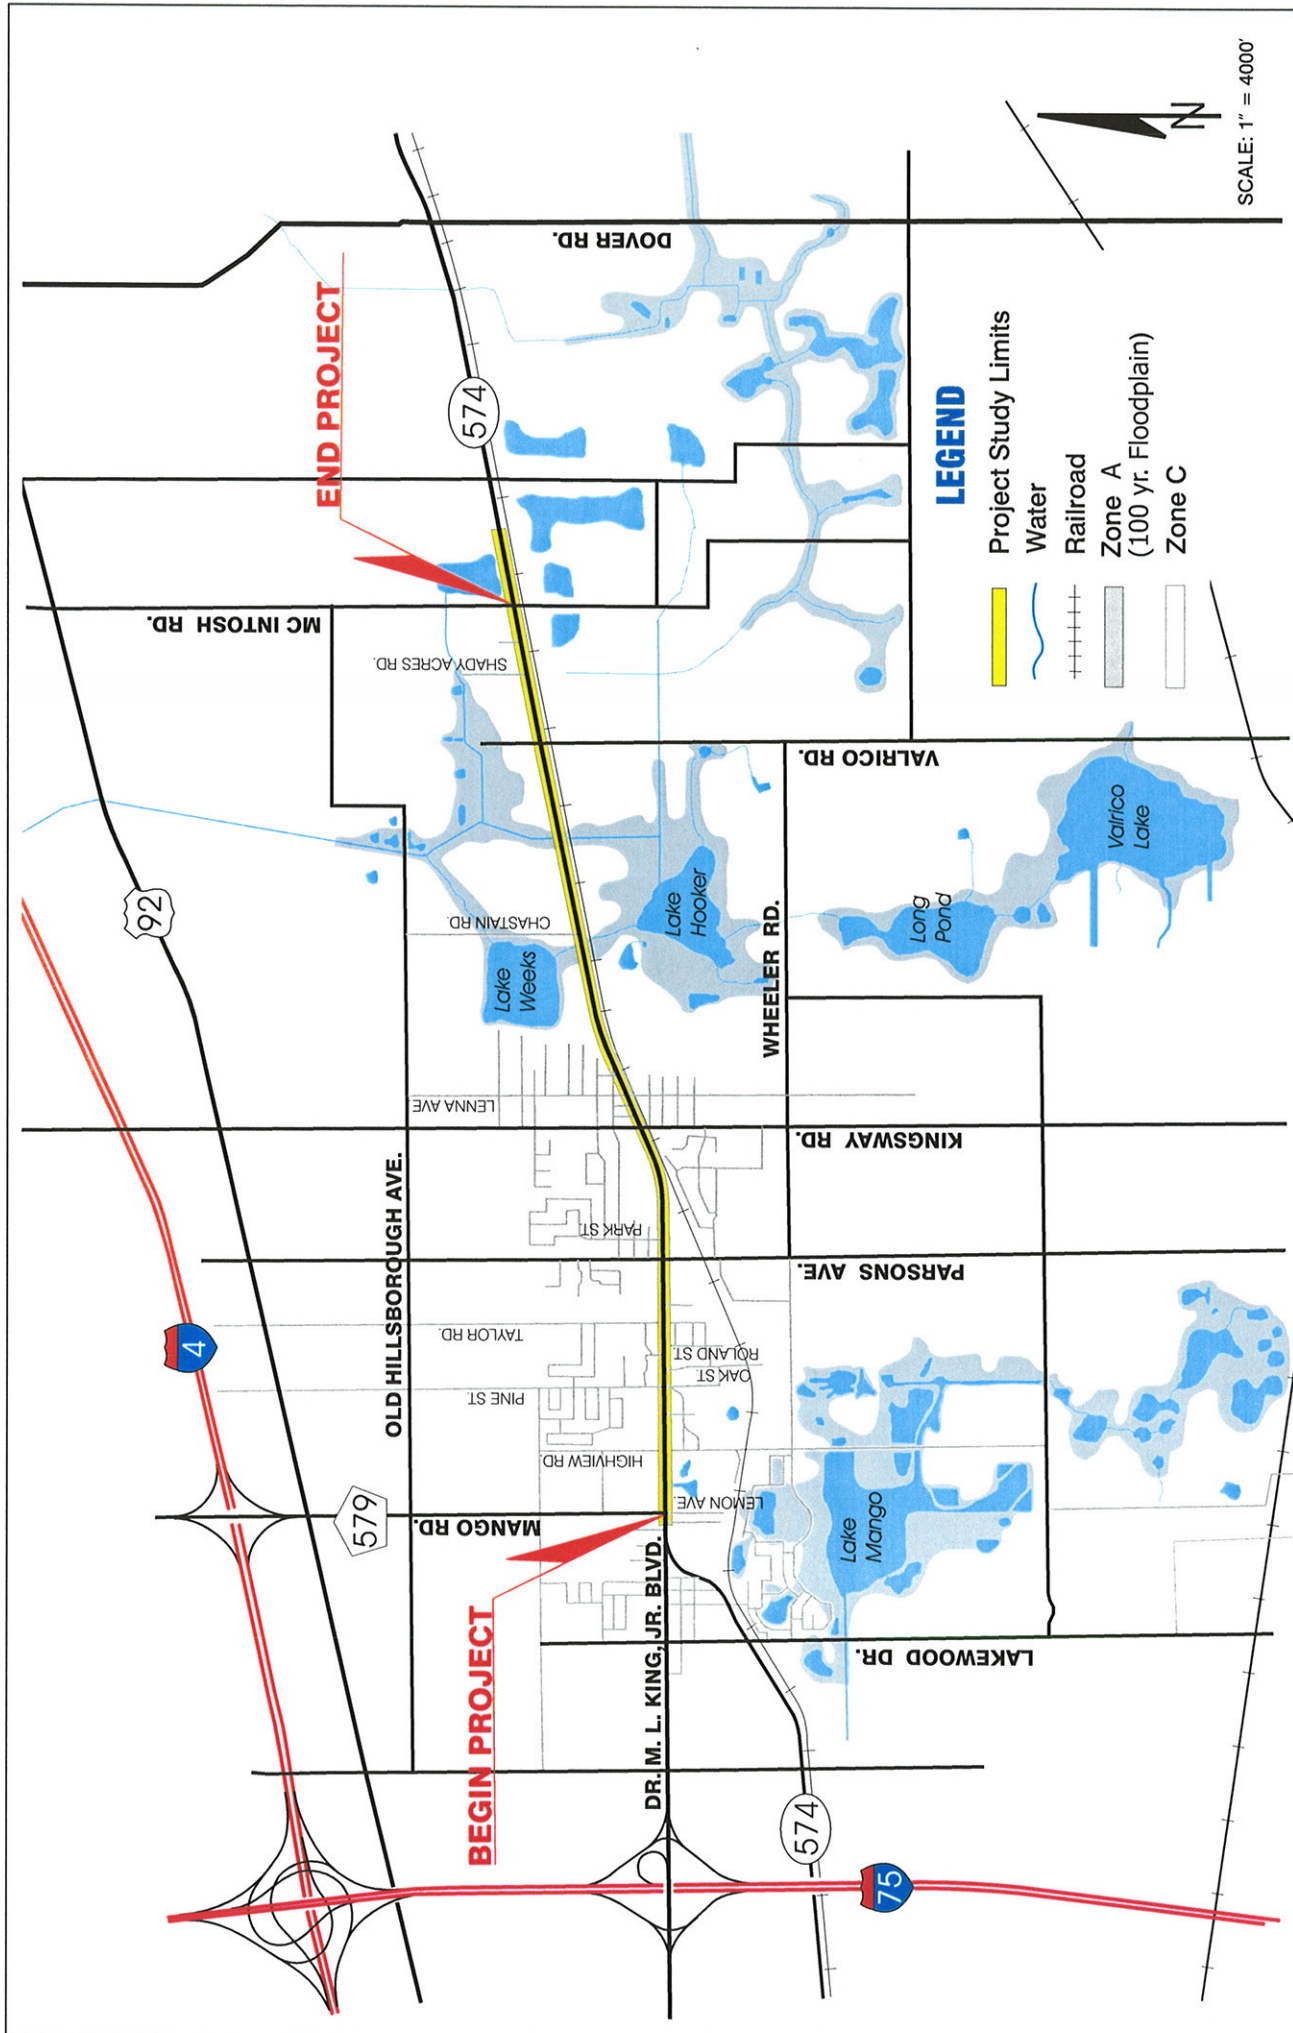 4
92
579
574
574
75
BEGIN PROJECT
END PROJECT
OLD HILLSBOROUGH AVE.
MANGO RD.
DR. M. L. KING, JR. BLVD.
LAKEWOOD DR.
HIGHVIEW RD.
LEMON AVE.
PINE ST.
TAYLOR RD.
OAK ST.
ROLAND ST.
PARSONS AVE.
PARK ST.
KINGSWAY RD.
LENNA AVE
WHEELER RD.
CHASTAIN RD.
VALRICO RD.
SHADY ACRES RD.
MC INTOSH RD.
DOVER RD.
Lake
Mango
Lake
Weeks
Lake
Hooker
Long
Pond
Valrico
Lake
LEGEND
Project Study Limits
Water
Railroad
Zone A
(100 yr. Floodplain)
Zone C
N
SCALE: 1" = 4000'